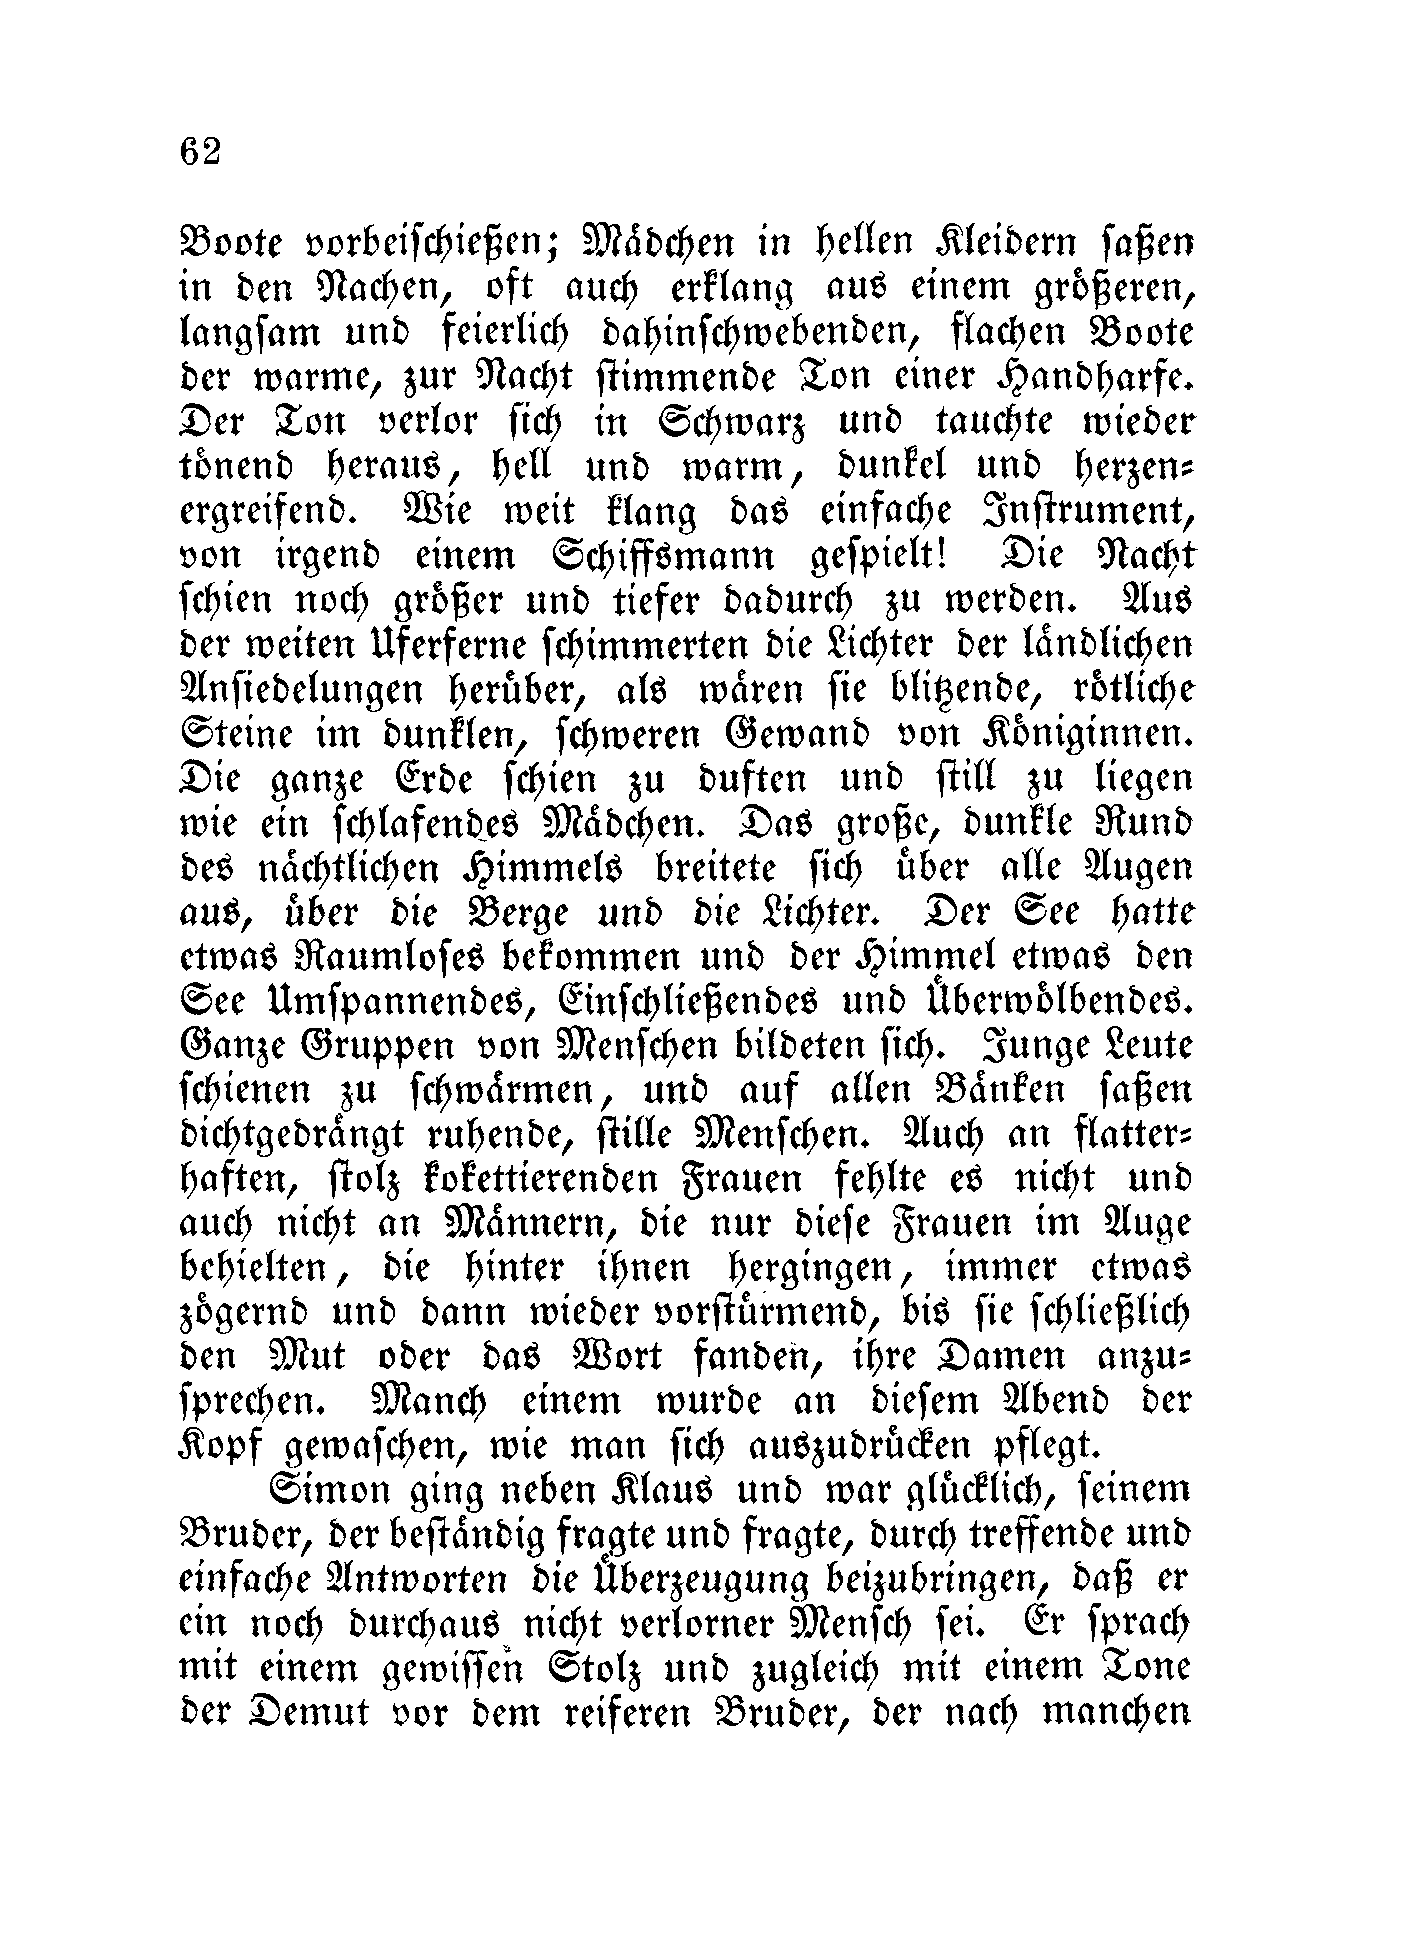 62
Boote vorbeischießen; Mädchen in hellen Kleidern saßen
in den Nachen, oft auch erklang aus einem größeren,
langsam und feierlich dahinschwebenden, flachen Boote
der warme, zur Nacht stimmende Ton einer Handharfe.
Der Ton verlor sich in Schwarz und tauchte wieder
tönend heraus, hell und warm, dunkel und herzen-
ergreifend. Wie weit klang das einfache Instrument,
von irgend einem Schiffsmann gespielt! Die Nacht
schien noch größer und tiefer dadurch zu werden. Aus
der weiten Uferferne schimmerten die Lichter der ländlichen
Ansiedelungen herüber, als wären sie blitzende, rötliche
Steine im dunklen, schweren Gewand von Königinnen.
Die ganze Erde schien zu duften und still zu liegen
wie ein schlafendes Mädchen. Das große, dunkle Rund
des nächtlichen Himmels breitete sich über alle Augen
aus, über die Berge und die Lichter. Der See hatte
etwas Raumloses bekommen und der Himmel etwas den
See Umspannendes, Einschließendes und Überwölbendes.
Ganze Gruppen von Menschen bildeten sich. Junge Leute
schienen zu schwärmen, und auf allen Bänken saßen
dichtgedrängt ruhende, stille Menschen. Auch an flatter-
haften, stolz kokettierenden Frauen fehlte es nicht und
auch nicht an Männern, die nur diese Frauen im Auge
behielten, die hinter ihnen hergingen, immer etwas
zögernd und dann wieder vorstürmend, bis sie schließlich
den Mut oder das Wort fanden, ihre Damen anzu-
sprechen. Manch einem wurde an diesem Abend der
Kopf gewaschen, wie man sich auszudrücken pflegt.
Simon ging neben Klaus und war glücklich, seinem
Bruder, der beständig fragte und fragte, durch treffende und
einfache Antworten die Überzeugung beizubringen, daß er
ein noch durchaus nicht verlorner Mensch sei. Er sprach
mit einem gewissen Stolz und zugleich mit einem Tone
der Demut vor dem reiferen Bruder, der nach manchen